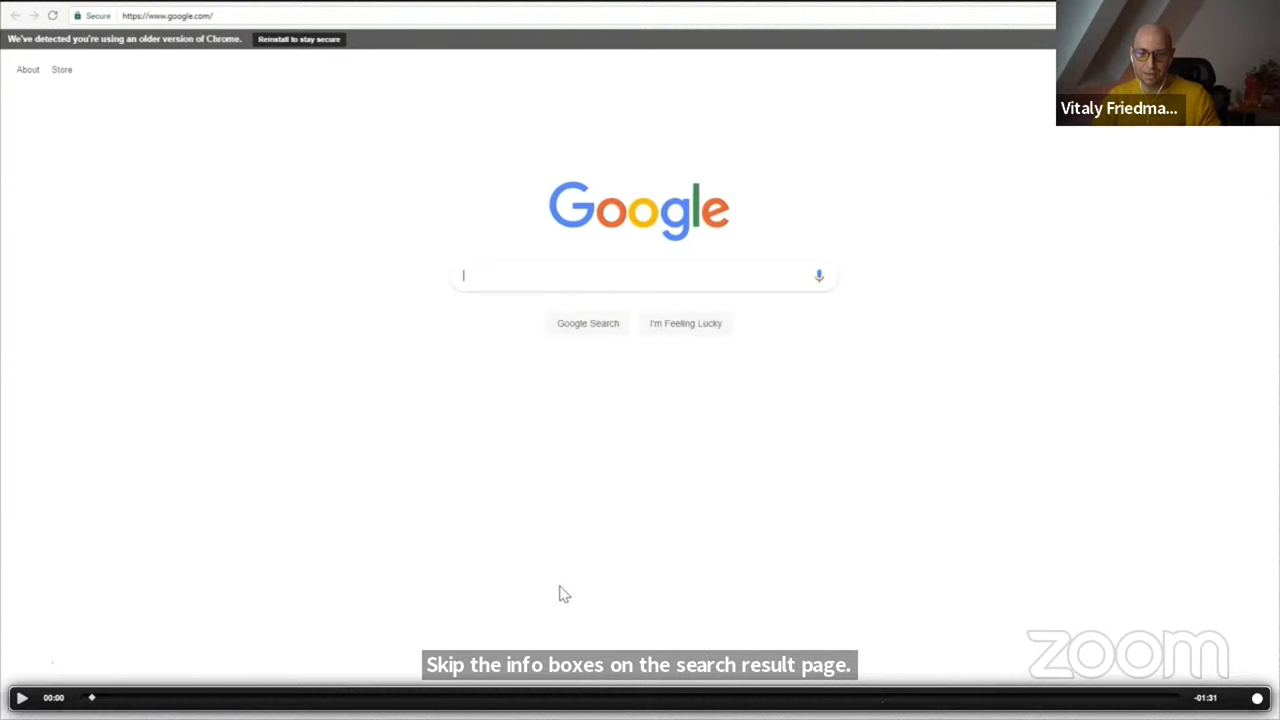 Secure https://www.google.com/
We've detected you're using an older version of Chrome. Reinstall to stay secure
About Store
Vitaly Friedma...
Google
Google Search I'm Feeling Lucky
Skip the info boxes on the search result page.
zoom
00:00 -01:31